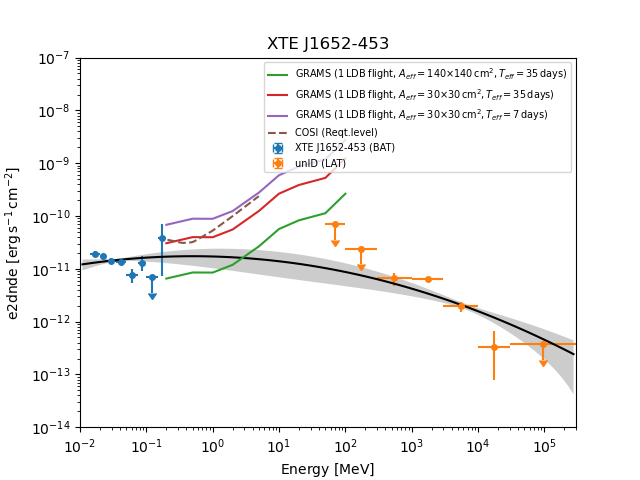 XTE J1652-453
GRAMS (1 LDB flight, A_eff = 140×140 cm², T_eff = 35 days)
GRAMS (1 LDB flight, A_eff = 30×30 cm², T_eff = 35 days)
GRAMS (1 LDB flight, A_eff = 30×30 cm², T_eff = 7 days)
COSI (Reqt.level)
XTE J1652-453 (BAT)
unID (LAT)
e2dnde [erg s⁻¹ cm⁻²]
10⁻⁷
10⁻⁸
10⁻⁹
10⁻¹⁰
10⁻¹¹
10⁻¹²
10⁻¹³
10⁻¹⁴
10⁻² 10⁻¹ 10⁰ 10¹ 10² 10³ 10⁴ 10⁵
Energy [MeV]